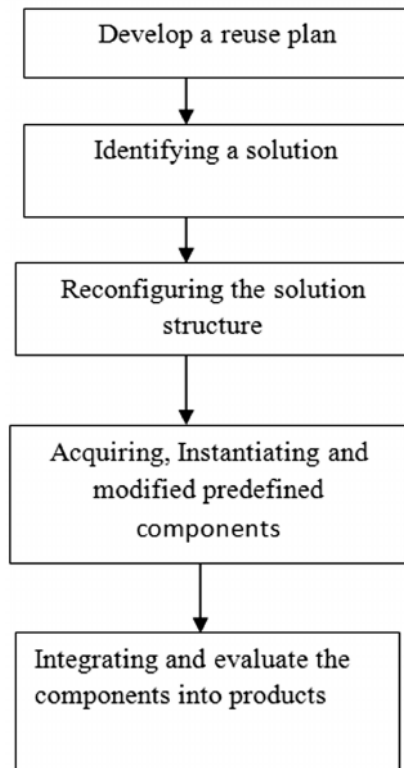 Develop a reuse plan
Identifying a solution
Reconfiguring the solution
structure
Acquiring, Instantiating and
modified predefined
components
Integrating and evaluate the
components into products